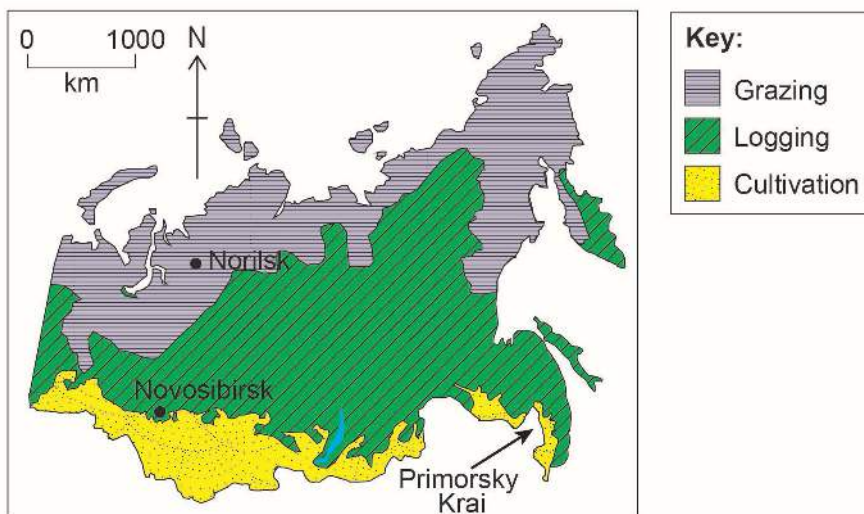 0 1000
km
N
Norilsk
Novosibirsk
Primorsky
Krai
Key:
Grazing
Logging
Cultivation